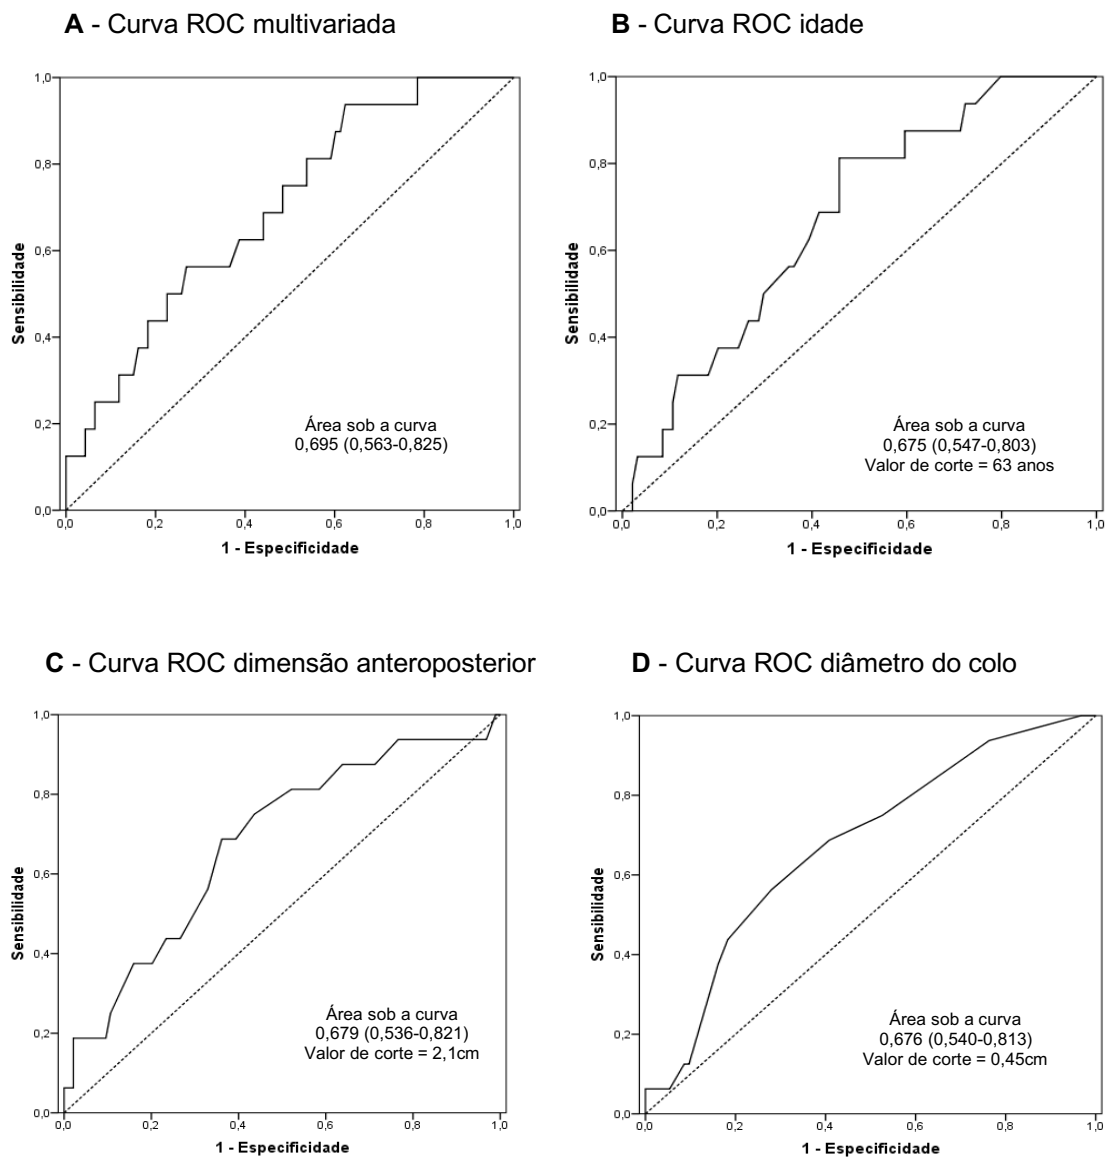 A - Curva ROC multivariada
1,0
0,8
0,6
0,4
0,2
0,0
Sensibilidade
0,0 0,2 0,4 0,6 0,8 1,0
1 - Especificidade
Área sob a curva
0,695 (0,563-0,825)
B - Curva ROC idade
1,0
0,8
0,6
0,4
0,2
0,0
Sensibilidade
0,0 0,2 0,4 0,6 0,8 1,0
1 - Especificidade
Área sob a curva
0,675 (0,547-0,803)
Valor de corte = 63 anos
C - Curva ROC dimensão anteroposterior
1,0
0,8
0,6
0,4
0,2
0,0
Sensibilidade
0,0 0,2 0,4 0,6 0,8 1,0
1 - Especificidade
Área sob a curva
0,679 (0,536-0,821)
Valor de corte = 2,1cm
D - Curva ROC diâmetro do colo
1,0
0,8
0,6
0,4
0,2
0,0
Sensibilidade
0,0 0,2 0,4 0,6 0,8 1,0
1 - Especificidade
Área sob a curva
0,676 (0,540-0,813)
Valor de corte = 0,45cm